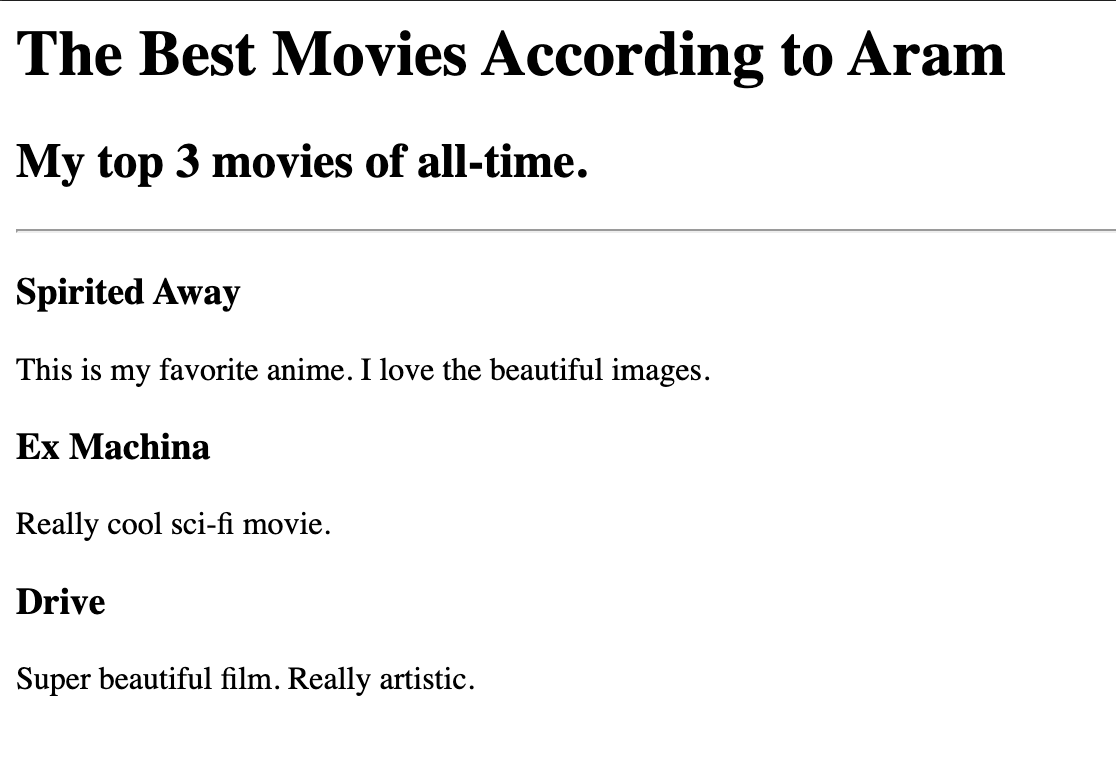 The Best Movies According to Aram
My top 3 movies of all-time.
Spirited Away
This is my favorite anime. I love the beautiful images.
Ex Machina
Really cool sci-fi movie.
Drive
Super beautiful film. Really artistic.